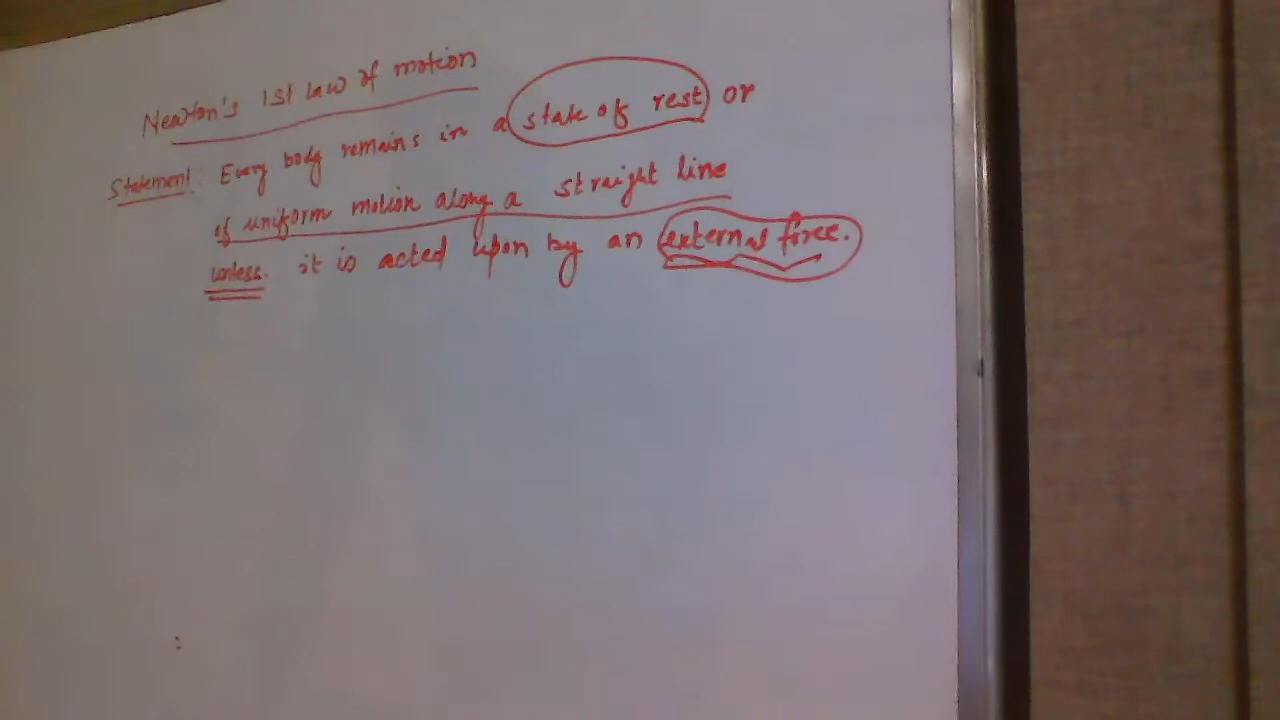 Newton's 1st law of motion
Statement: Every body remains in a state of rest or
of uniform motion along a straight line
unless. it is acted upon by an external force.